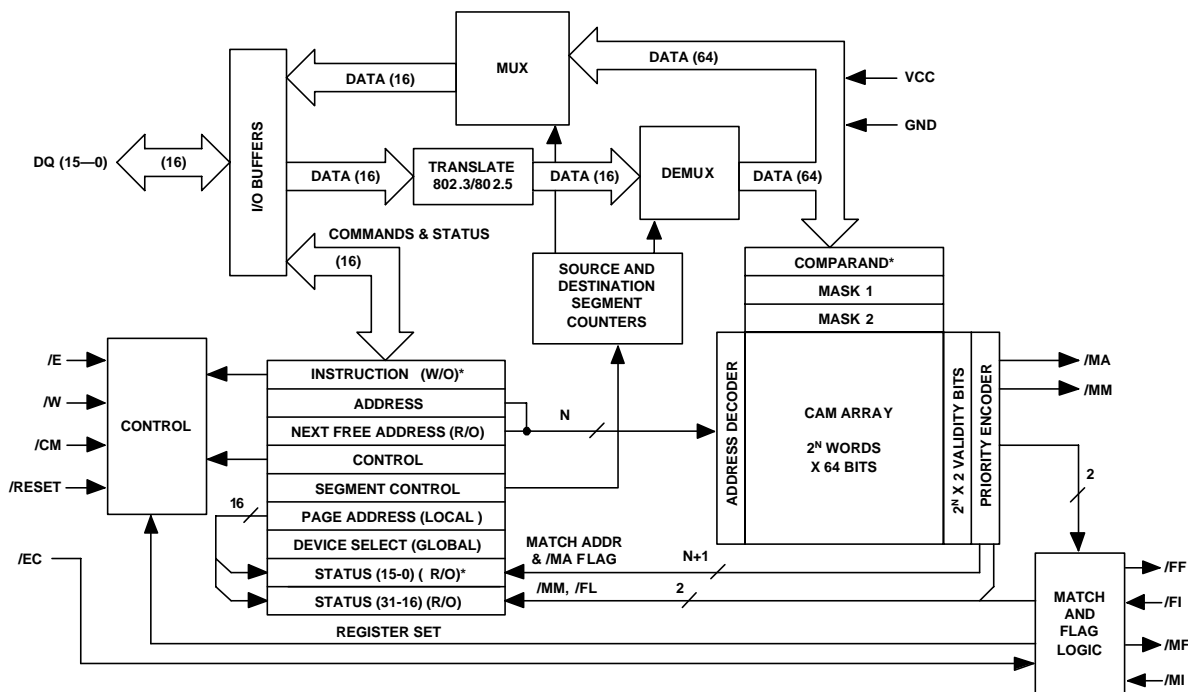 MUX
DATA (64)
DATA (16)
VCC
GND
I/O BUFFERS
DQ (15—0)
(16)
DATA (16)
TRANSLATE
802.3/802.5
DATA (16)
DEMUX
DATA (64)
COMMANDS & STATUS
(16)
SOURCE AND
DESTINATION
SEGMENT
COUNTERS
COMPARAND*
MASK 1
MASK 2
/E
/W
/CM
/RESET
CONTROL
INSTRUCTION (W/O)*
ADDRESS
NEXT FREE ADDRESS (R/O)
CONTROL
SEGMENT CONTROL
PAGE ADDRESS (LOCAL )
DEVICE SELECT (GLOBAL)
STATUS (15-0) ( R/O)*
STATUS (31-16) (R/O)
16
N
ADDRESS DECODER
CAM ARRAY
2ᴺ WORDS
X 64 BITS
2ᴺ X 2 VALIDITY BITS
PRIORITY ENCODER
/MA
/MM
2
MATCH ADDR
& /MA FLAG
N+1
/MM, /FL
2
/EC
REGISTER SET
MATCH
AND
FLAG
LOGIC
/FF
/FI
/MF
/MI